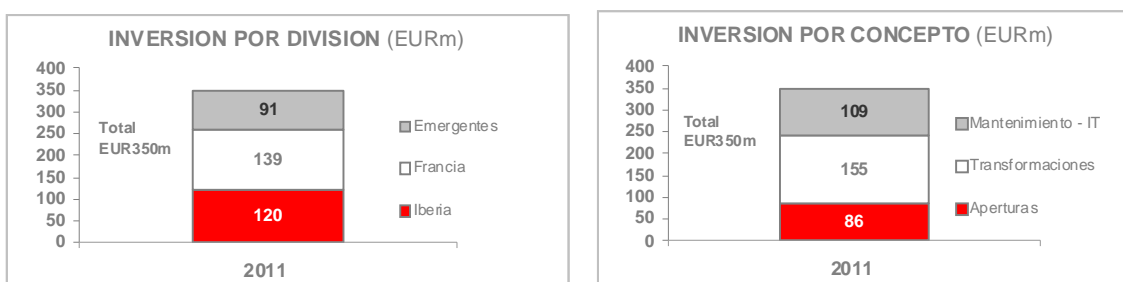 INVERSION POR DIVISION (EURm)
400
350
300
250
200
150
100
50
0
Total
EUR350m
91
139
120
Emergentes
Francia
Iberia
2011
INVERSION POR CONCEPTO (EURm)
400
350
300
250
200
150
100
50
0
Total
EUR350m
109
155
86
Mantenimiento - IT
Transformaciones
Aperturas
2011